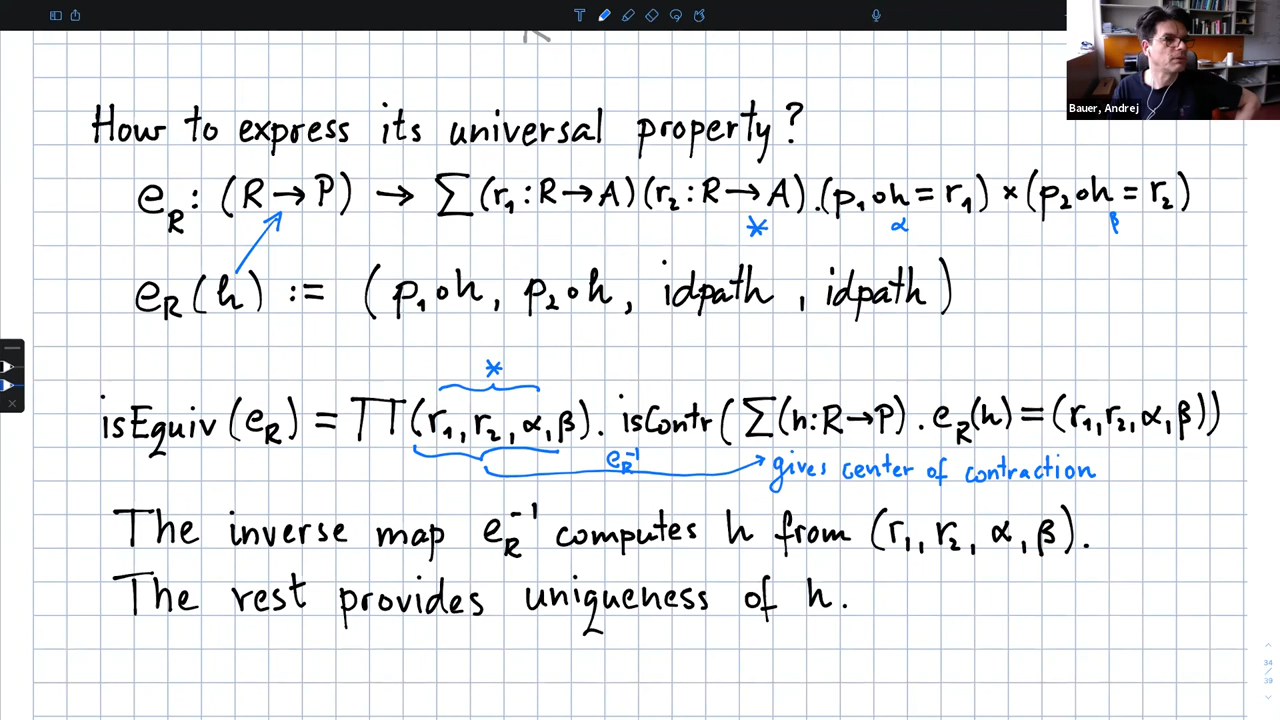 Bauer, Andrej
How to express its universal property?
e_R : (R → P) → ∑ (r₁ : R → A)(r₂ : R → A) . (p₁∘h = r₁) × (p₂∘h = r₂)
* α β
e_R(h) := (p₁∘h, p₂∘h, idpath, idpath)
*
isEquiv(e_R) = ∏(r₁, r₂, α, β). isContr(∑(h : R → P) . e_R(h) = (r₁, r₂, α, β))
e_R⁻¹ gives center of contraction
The inverse map e_R⁻¹ computes h from (r₁, r₂, α, β).
The rest provides uniqueness of h.
34
/
39